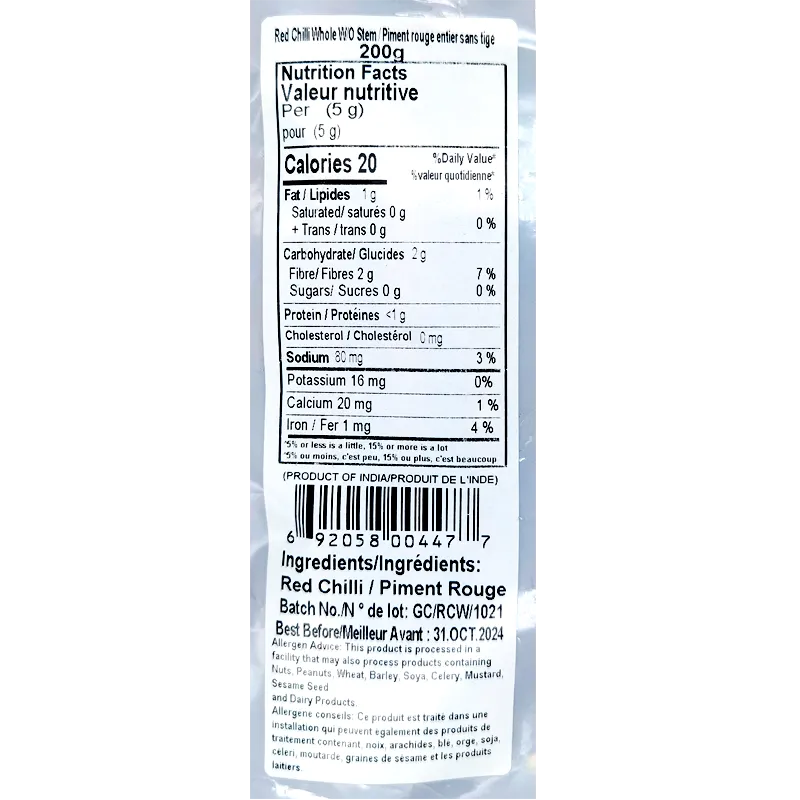 Red Chilli Whole W/O Stem / Piment rouge entier sans tige
200g
Nutrition Facts
Valeur nutritive
Per (5 g)
pour (5 g)
Calories 20
%Daily Value*
%valeur quotidienne*
Fat / Lipides 1 g 1 %
Saturated/ saturés 0 g
+ Trans / trans 0 g 0 %
Carbohydrate/ Glucides 2 g
Fibre/ Fibres 2 g 7 %
Sugars/ Sucres 0 g 0 %
Protein / Protéines <1 g
Cholesterol / Cholestérol 0 mg
Sodium 80 mg 3 %
Potassium 16 mg 0%
Calcium 20 mg 1 %
Iron / Fer 1 mg 4 %
*5% or less is a little, 15% or more is a lot
*5% ou moins, c'est peu, 15% ou plus, c'est beaucoup
(PRODUCT OF INDIA/PRODUIT DE L'INDE)
6 92058 00447 7
Ingredients/Ingrédients:
Red Chilli / Piment Rouge
Batch No./N° de lot: GC/RCW/1021
Best Before/Meilleur Avant : 31.OCT.2024
Allergen Advice: This product is processed in a
facility that may also process products containing
Nuts, Peanuts, Wheat, Barley, Soya, Celery, Mustard,
Sesame Seed
and Dairy Products.
Allergene conseils: Ce produit est traité dans une
installation qui peuvent egalement des produits de
traitement contenant, noix, arachides, blé, orge, soja,
céleri, moutarde, graines de sésame et les produits
laitiers.